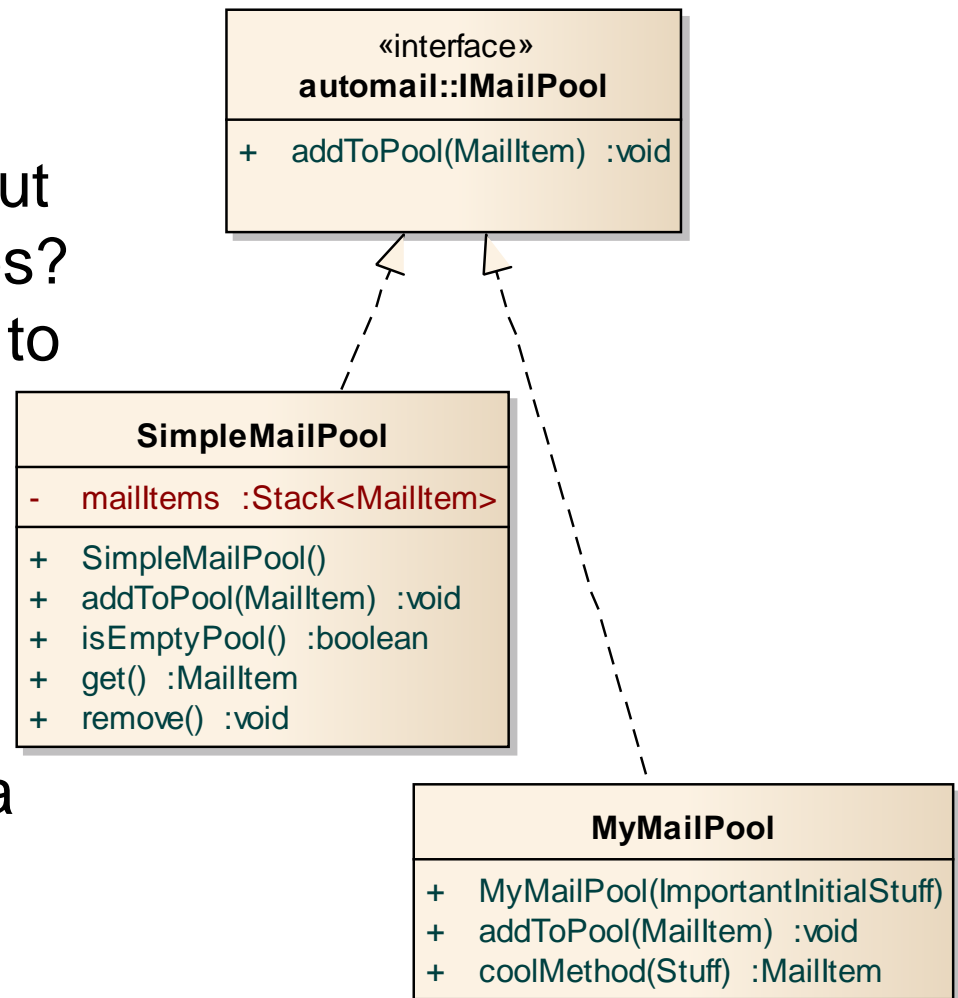 «interface»
automail::IMailPool
+ addToPool(MailItem) :void
ut
s?
to
SimpleMailPool
- mailItems :Stack<MailItem>
+ SimpleMailPool()
+ addToPool(MailItem) :void
+ isEmptyPool() :boolean
+ get() :MailItem
+ remove() :void
a
MyMailPool
+ MyMailPool(ImportantInitialStuff)
+ addToPool(MailItem) :void
+ coolMethod(Stuff) :MailItem